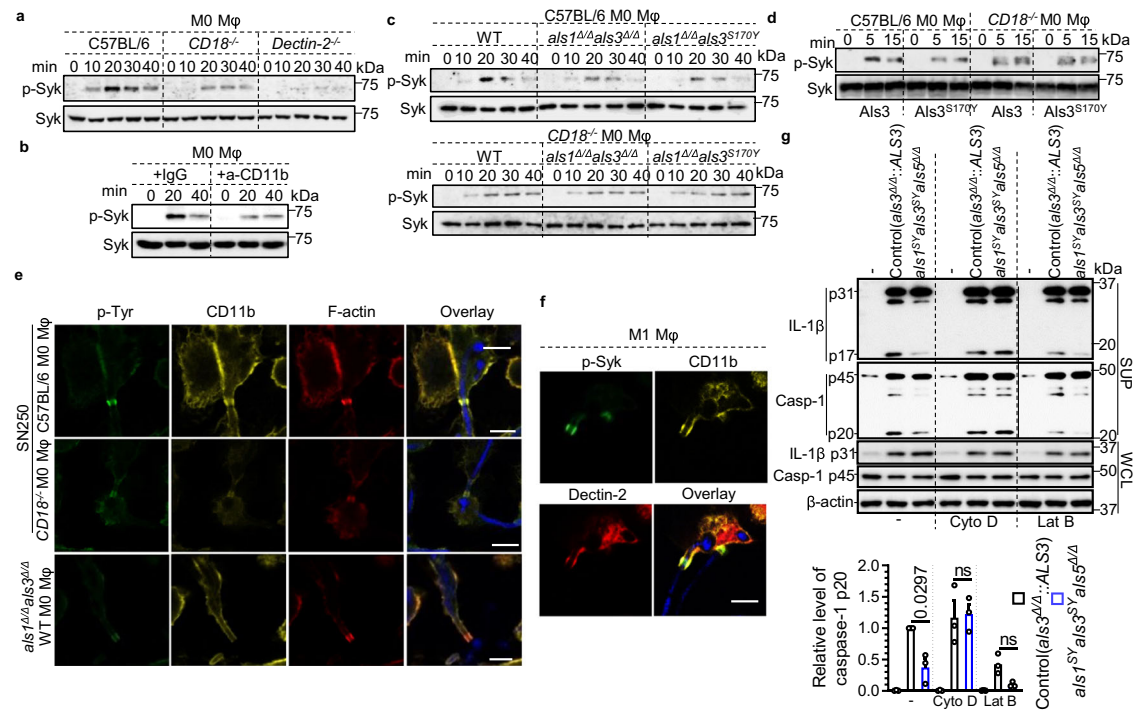 a
M0 Mφ
C57BL/6 CD18-/- Dectin-2-/-
min 0 10 20 30 40 0 10 20 30 40 0 10 20 30 40 kDa
p-Syk 75
Syk 75
b
M0 Mφ
+IgG +a-CD11b
min 0 20 40 0 20 40 kDa
p-Syk 75
Syk 75
c
C57BL/6 M0 Mφ
WT als1Δ/Δals3Δ/Δ als1Δ/Δals3S170Y
min 0 10 20 30 40 0 10 20 30 40 0 10 20 30 40 kDa
p-Syk 75
Syk 75
CD18-/- M0 Mφ
WT als1Δ/Δals3Δ/Δ als1Δ/Δals3S170Y
min 0 10 20 30 40 0 10 20 30 40 0 10 20 30 40 kDa
p-Syk 75
Syk 75
d
C57BL/6 M0 Mφ CD18-/- M0 Mφ
min 0 5 15 0 5 15 0 5 15 0 5 15 kDa
p-Syk 75
Syk 75
Als3 Als3S170Y Als3 Als3S170Y
e
p-Tyr CD11b F-actin Overlay
SN250
C57BL/6 M0 Mφ
CD18-/- M0 Mφ
als1Δ/Δals3Δ/Δ
WT M0 Mφ
f
M1 Mφ
p-Syk CD11b
Dectin-2 Overlay
g
- Control(als3Δ/Δ::ALS3) als1SYals3SYals5Δ/Δ - Control(als3Δ/Δ::ALS3) als1SYals3SYals5Δ/Δ - Control(als3Δ/Δ::ALS3) als1SYals3SYals5Δ/Δ
kDa
p31 37
IL-1β
p17 20
p45 50
Casp-1
p20 20
SUP
IL-1β p31 37
Casp-1 p45 50
β-actin 37
WCL
- Cyto D Lat B
Relative level of
caspase-1 p20
2.0
1.5
1.0
0.5
0.0
0.0297
ns
ns
- Cyto D Lat B
Control(als3Δ/Δ::ALS3)
als1SYals3SYals5Δ/Δ